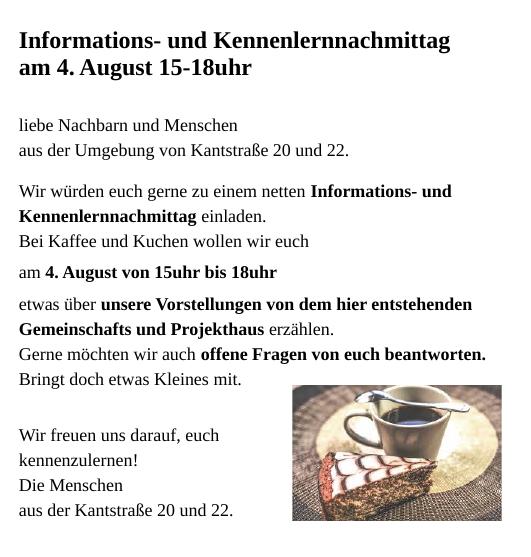 Informations- und Kennenlernnachmittag
am 4. August 15-18uhr
liebe Nachbarn und Menschen
aus der Umgebung von Kantstraße 20 und 22.
Wir würden euch gerne zu einem netten Informations- und
Kennenlernnachmittag einladen.
Bei Kaffee und Kuchen wollen wir euch
am 4. August von 15uhr bis 18uhr
etwas über unsere Vorstellungen von dem hier entstehenden
Gemeinschafts und Projekthaus erzählen.
Gerne möchten wir auch offene Fragen von euch beantworten.
Bringt doch etwas Kleines mit.
Wir freuen uns darauf, euch
kennenzulernen!
Die Menschen
aus der Kantstraße 20 und 22.